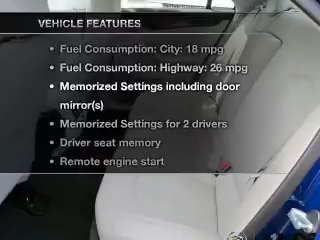 VEHICLE FEATURES
• Fuel Consumption: City: 18 mpg
• Fuel Consumption: Highway: 26 mpg
• Memorized Settings including door
mirror(s)
• Memorized Settings for 2 drivers
• Driver seat memory
• Remote engine start